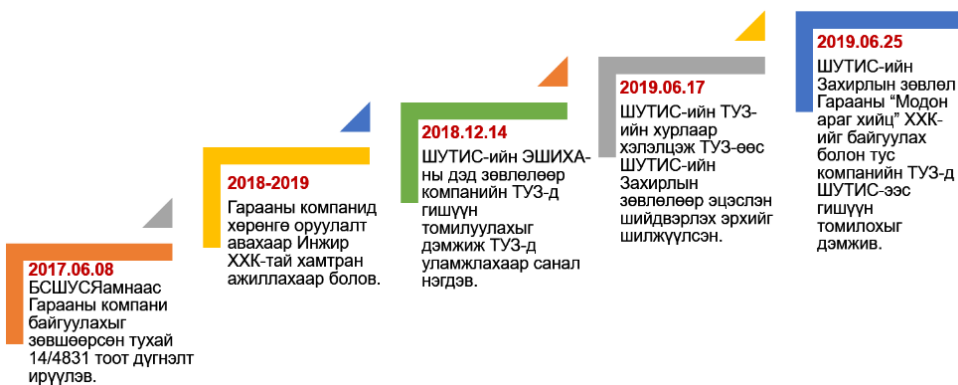 2017.06.08
БСШУСЯамнаас
Гарааны компани
байгуулахыг
зөвшөөрсөн тухай
14/4831 тоот дүгнэлт
ирүүлэв.
2018-2019
Гарааны компанид
хөрөнгө оруулалт
авахаар Инжир
ХХК-тай хамтран
ажиллахаар болов.
2018.12.14
ШУТИС-ийн ЭШИХА-
ны дэд зөвлөлөөр
компанийн ТУЗ-д
гишүүн
томилуулахыг
дэмжиж ТУЗ-д
уламжлахаар санал
нэгдэв.
2019.06.17
ШУТИС-ийн ТУЗ-
ийн хурлаар
хэлэлцэж ТУЗ-өөс
ШУТИС-ийн
Захирлын
зөвлөлөөр эцэслэн
шийдвэрлэх эрхийг
шилжүүлсэн.
2019.06.25
ШУТИС-ийн
Захирлын зөвлөл
Гарааны “Модон
араг хийц” ХХК-
ийг байгуулах
болон тус
компанийн ТУЗ-д
ШУТИС-ээс
гишүүн
томилохыг
дэмжив.